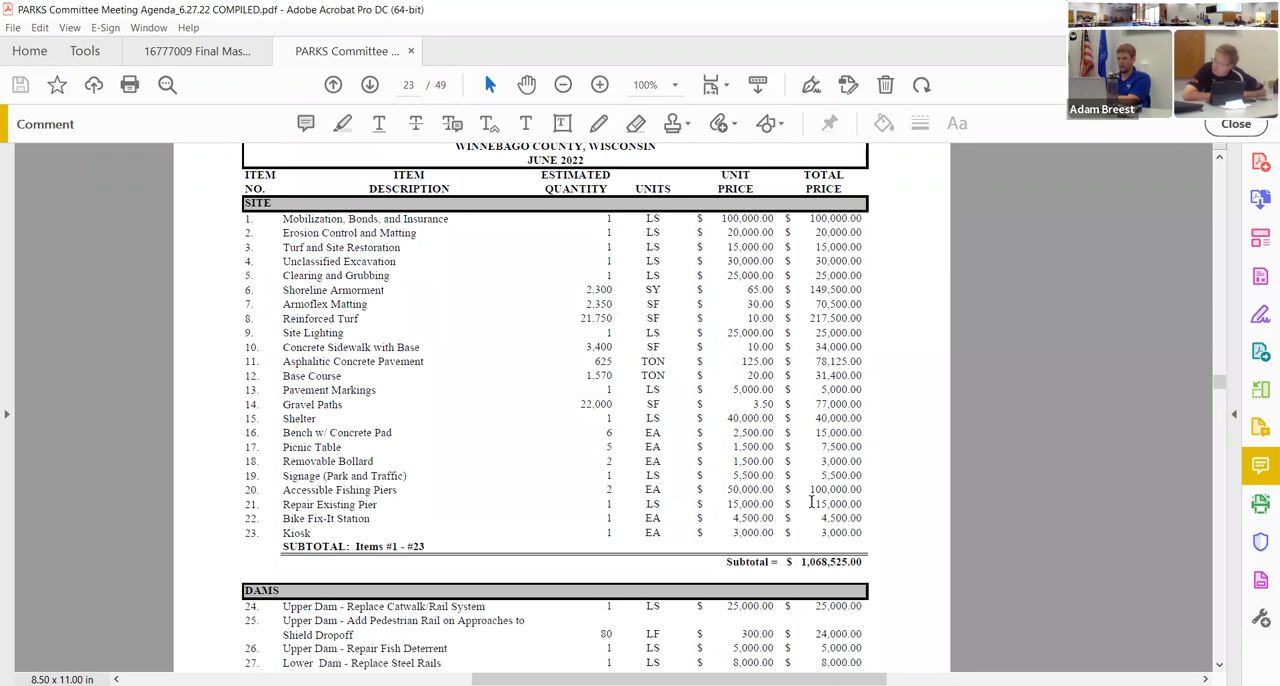 PARKS Committee Meeting Agenda_6.27.22 COMPILED.pdf - Adobe Acrobat Pro DC (64-bit)
File Edit View E-Sign Window Help
Home Tools 16777009 Final Mas... PARKS Committee ... ×
23 / 49 100%
Adam Breest
Comment Aa Close
WINNEBAGO COUNTY, WISCONSIN
JUNE 2022
ITEM ITEM ESTIMATED UNIT TOTAL
NO. DESCRIPTION QUANTITY UNITS PRICE PRICE
SITE
1. Mobilization, Bonds, and Insurance 1 LS $ 100,000.00 $ 100,000.00
2. Erosion Control and Matting 1 LS $ 20,000.00 $ 20,000.00
3. Turf and Site Restoration 1 LS $ 15,000.00 $ 15,000.00
4. Unclassified Excavation 1 LS $ 30,000.00 $ 30,000.00
5. Clearing and Grubbing 1 LS $ 25,000.00 $ 25,000.00
6. Shoreline Armorment 2,300 SY $ 65.00 $ 149,500.00
7. Armoflex Matting 2,350 SF $ 30.00 $ 70,500.00
8. Reinforced Turf 21,750 SF $ 10.00 $ 217,500.00
9. Site Lighting 1 LS $ 25,000.00 $ 25,000.00
10. Concrete Sidewalk with Base 3,400 SF $ 10.00 $ 34,000.00
11. Asphalitic Concrete Pavement 625 TON $ 125.00 $ 78,125.00
12. Base Course 1,570 TON $ 20.00 $ 31,400.00
13. Pavement Markings 1 LS $ 5,000.00 $ 5,000.00
14. Gravel Paths 22,000 SF $ 3.50 $ 77,000.00
15. Shelter 1 LS $ 40,000.00 $ 40,000.00
16. Bench w/ Concrete Pad 6 EA $ 2,500.00 $ 15,000.00
17. Picnic Table 5 EA $ 1,500.00 $ 7,500.00
18. Removable Bollard 2 EA $ 1,500.00 $ 3,000.00
19. Signage (Park and Traffic) 1 LS $ 5,500.00 $ 5,500.00
20. Accessible Fishing Piers 2 EA $ 50,000.00 $ 100,000.00
21. Repair Existing Pier 1 LS $ 15,000.00 $ 15,000.00
22. Bike Fix-It Station 1 EA $ 4,500.00 $ 4,500.00
23. Kiosk 1 EA $ 3,000.00 $ 3,000.00
SUBTOTAL: Items #1 - #23
Subtotal = $ 1,068,525.00
DAMS
24. Upper Dam - Replace Catwalk/Rail System 1 LS $ 25,000.00 $ 25,000.00
25. Upper Dam - Add Pedestrian Rail on Approaches to
Shield Dropoff 80 LF $ 300.00 $ 24,000.00
26. Upper Dam - Repair Fish Deterrent 1 LS $ 5,000.00 $ 5,000.00
27. Lower Dam - Replace Steel Rails 1 LS $ 8,000.00 $ 8,000.00
8.50 x 11.00 in